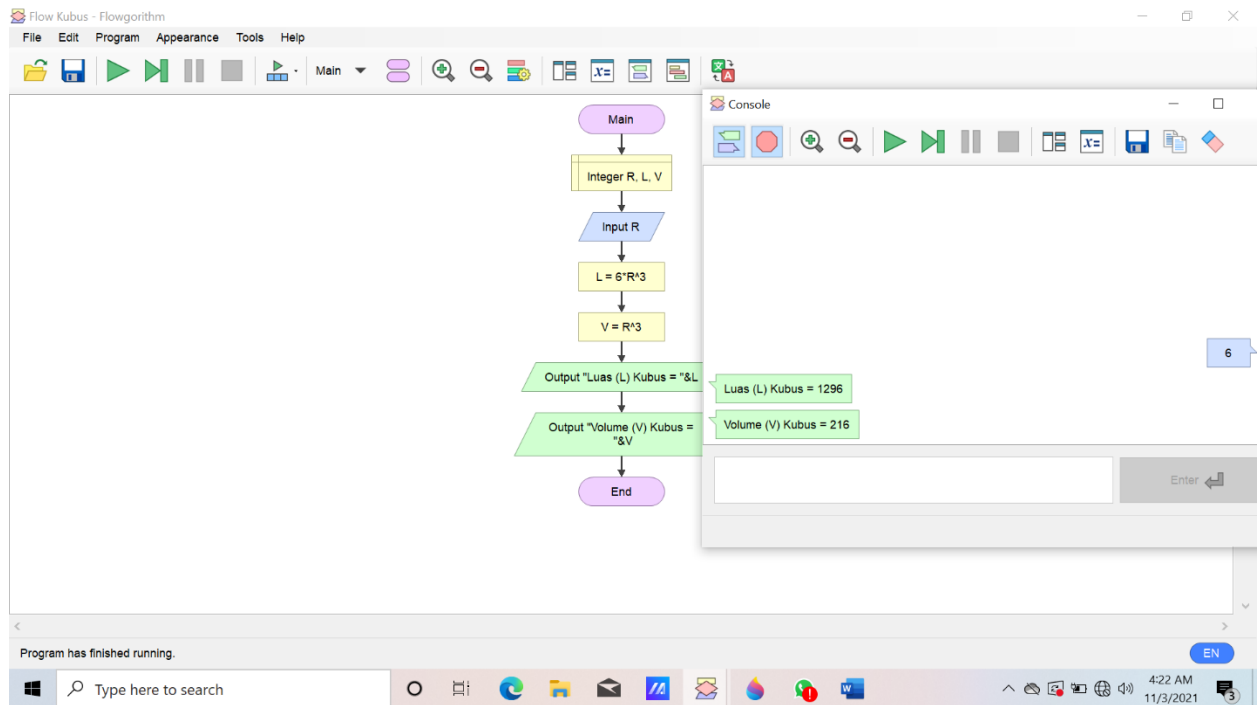 Flow Kubus - Flowgorithm
File Edit Program Appearance Tools Help
Main
Main
Integer R, L, V
Input R
L = 6*R^3
V = R^3
Output "Luas (L) Kubus = "&L
Output "Volume (V) Kubus =
"&V
End
Console
x=
x=
6
Luas (L) Kubus = 1296
Volume (V) Kubus = 216
Enter
Program has finished running.
EN
Type here to search
4:22 AM
11/3/2021
3